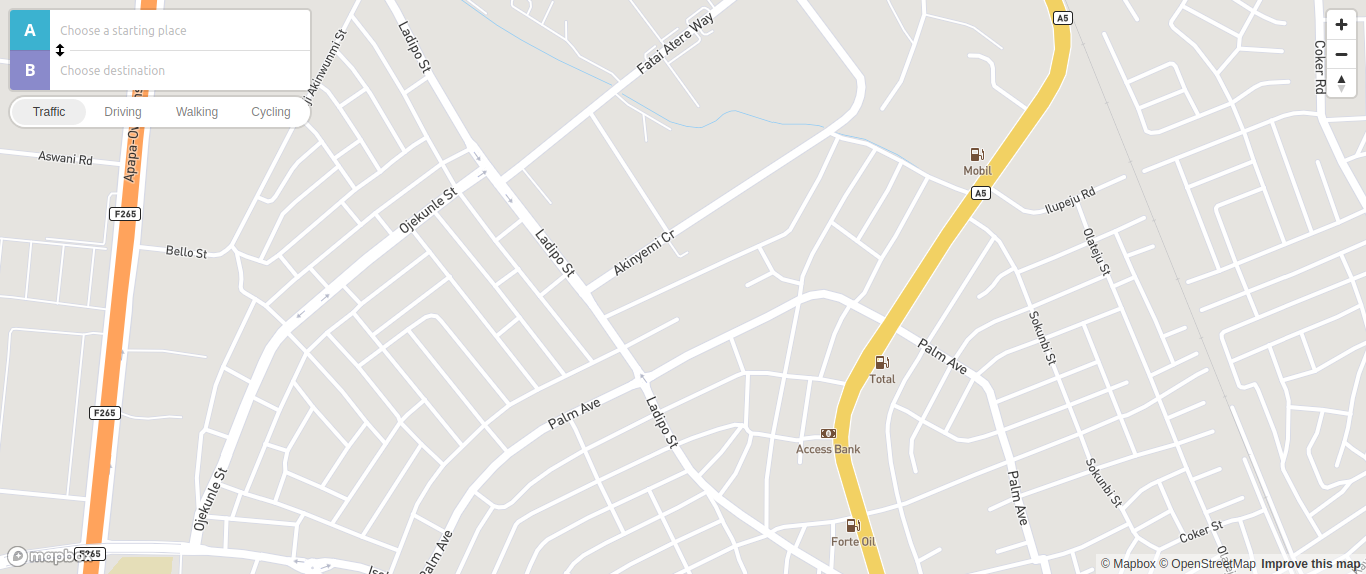 A
Choose a starting place
B
Choose destination
Traffic
Driving
Walking
Cycling
Ladipo St
Fatai Atere Way
A5
Coker Rd
Aswani Rd
Mobil
A5
F265
Ojekunle St
Ilupeju Rd
Bello St
Ladipo St
Akinyemi Cr
Olateju St
Sokunbi St
Palm Ave
Total
F265
Palm Ave
Ladipo St
Access Bank
Sokunbi St
Ojekunle St
Palm Ave
Forte Oil
Coker St
Palm Ave
F265
mapbox
© Mapbox © OpenStreetMap Improve this map